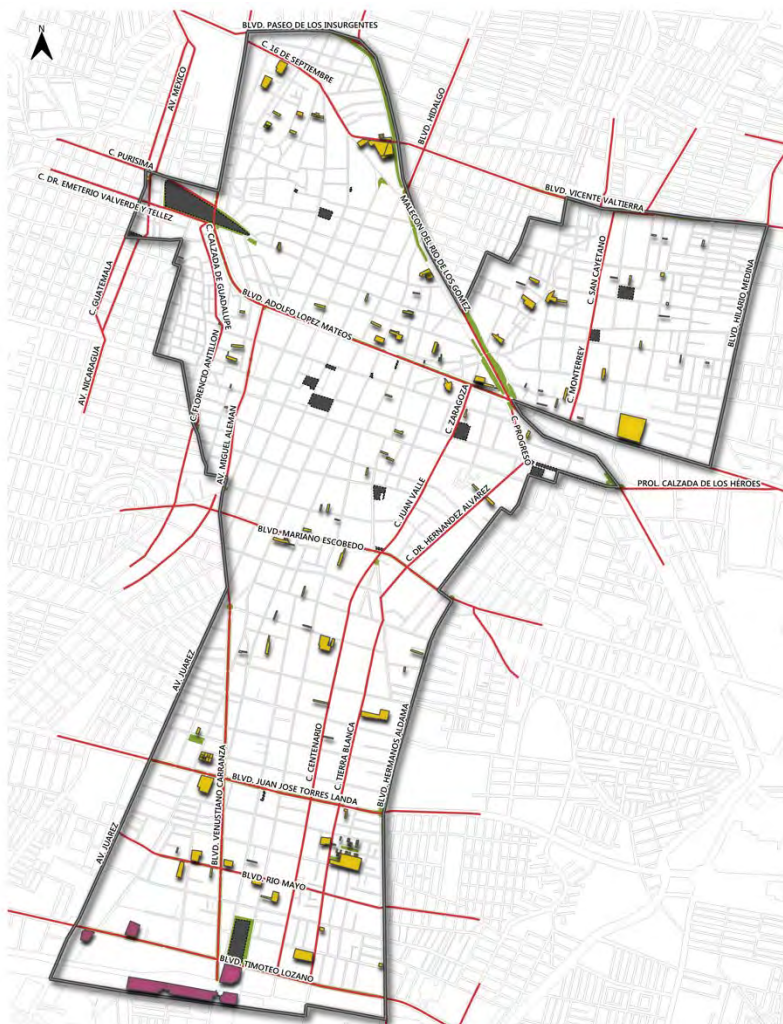 BLVD. PASEO DE LOS INSURGENTES
N
C. 16 DE SEPTIEMBRE
AV. MEXICO
BLVD. HIDALGO
C. PURISIMA
C. DR. EMETERIO VALVERDE Y TELLEZ
BLVD. VICENTE VALTIERRA
MALECON DEL RIO DE LOS GOMEZ
C. CALZADA DE GUADALUPE
C. SAN CAYETANO
BLVD. HILARIO MEDINA
C. GUATEMALA
BLVD. ADOLFO LOPEZ MATEOS
AV. NICARAGUA
C. FLORENCIO ANTILLON
C. MONTERREY
AV. MIGUEL ALEMAN
C. ZARAGOZA
C. PROGRESO
PROL. CALZADA DE LOS HÉROES
C. JUAN VALLE
C. DR. HERNANDEZ ALVAREZ
BLVD. MARIANO ESCOBEDO
AV. JUAREZ
C. CENTENARIO
C. TIERRA BLANCA
BLVD. HERMANOS ALDAMA
BLVD. VENUSTIANO CARRANZA
BLVD. JUAN JOSE TORRES LANDA
AV. JUAREZ
BLVD. RIO MAYO
BLVD. TIMOTEO LOZANO